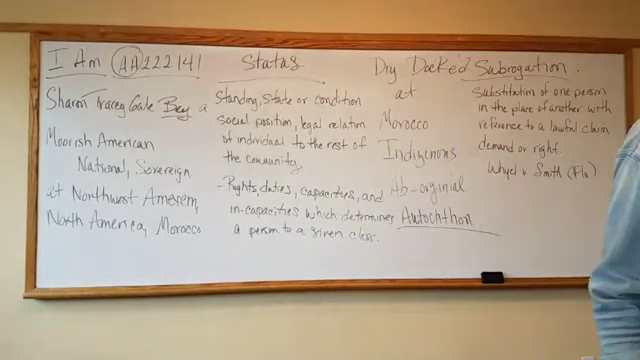 I Am AA222141
Sharon Tracey Gale Bey a
Moorish American
National, Sovereign
at Northwest Amexem,
North America, Morocco
Status
Standing, State or condition
social position, legal relation
of individual to the rest of
the community,
- Rights, duties, capacities, and
in-capacities which determines
a person to a given class.
Dry Dock'ed
at
Morocco
Indigenous
Ab-orginial
Autochthon
Subrogation.
Substitution of one person
in the place of another with
reference to a lawful claim
demand or right.
v Smith (Fla)